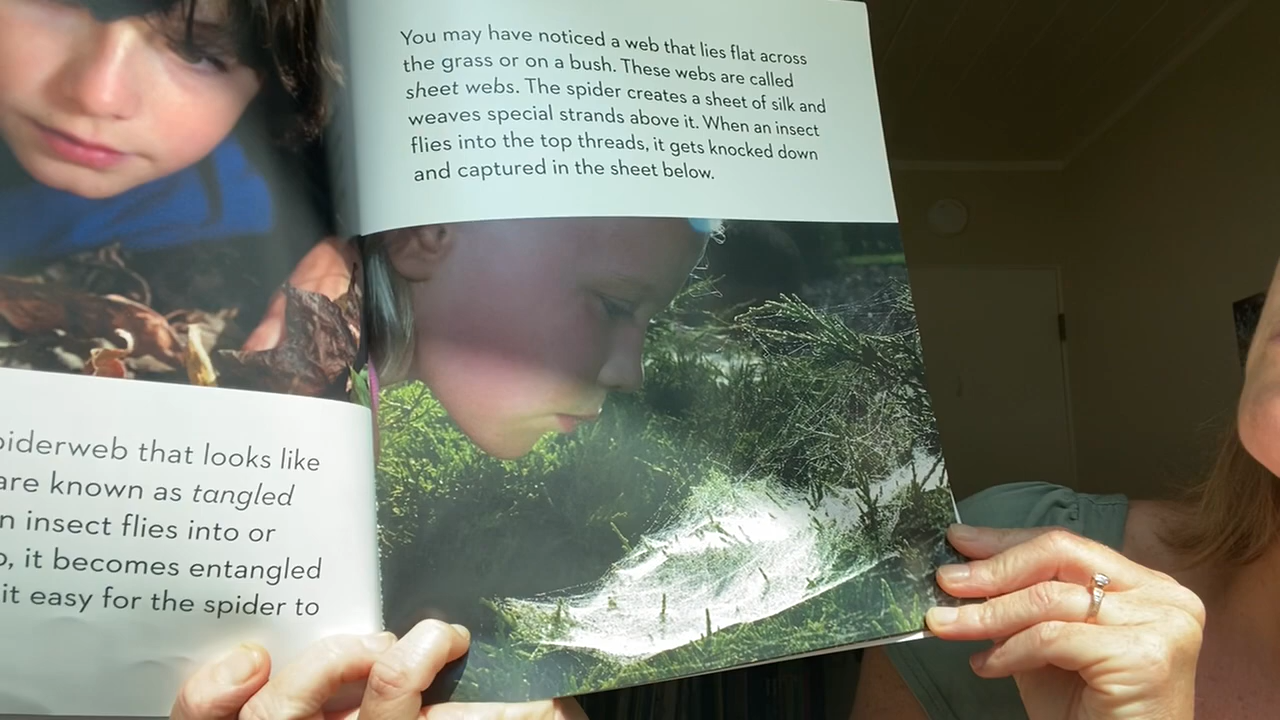 spiderweb that looks like
are known as tangled
insect flies into or
it becomes entangled
it easy for the spider to
You may have noticed a web that lies flat across
the grass or on a bush. These webs are called
sheet webs. The spider creates a sheet of silk and
weaves special strands above it. When an insect
flies into the top threads, it gets knocked down
and captured in the sheet below.